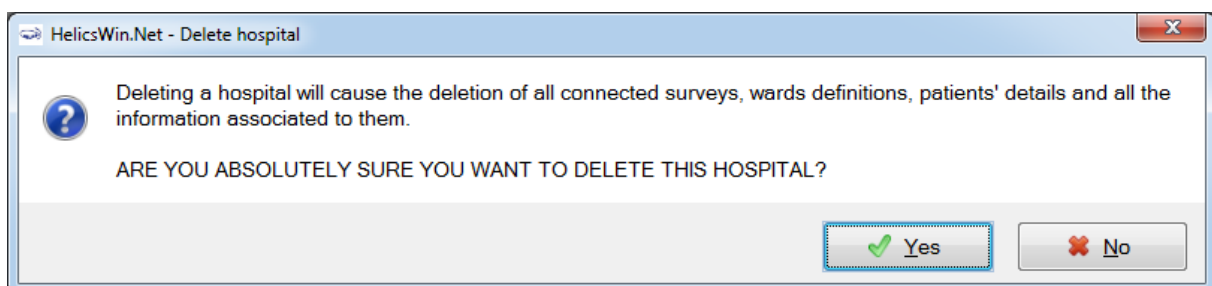 HelicsWin.Net - Delete hospital
Deleting a hospital will cause the deletion of all connected surveys, wards definitions, patients' details and all the
information associated to them.
ARE YOU ABSOLUTELY SURE YOU WANT TO DELETE THIS HOSPITAL?
Yes
No